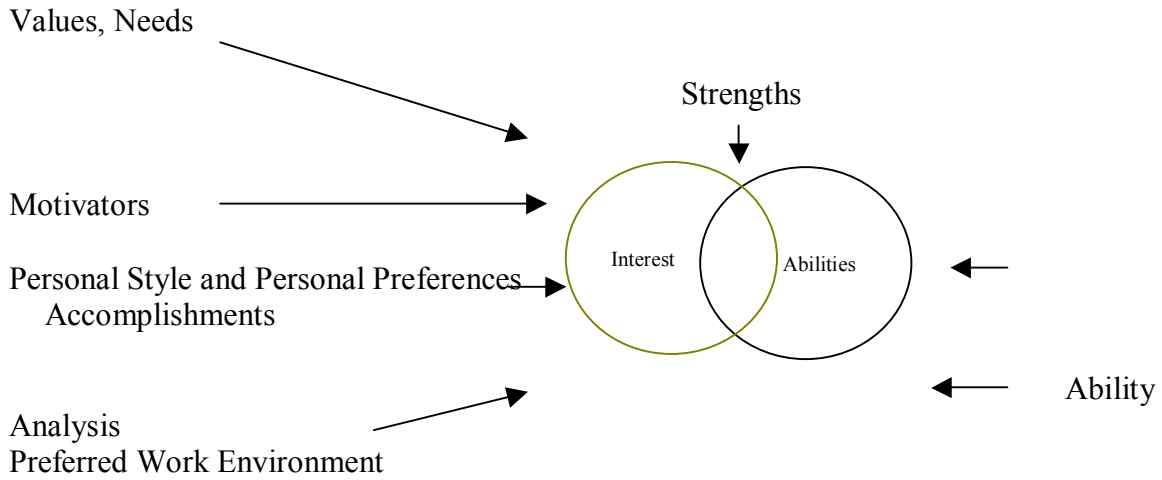 Values, Needs
Strengths
Motivators
Interest
Abilities
Personal Style and Personal Preferences
Accomplishments
Ability
Analysis
Preferred Work Environment